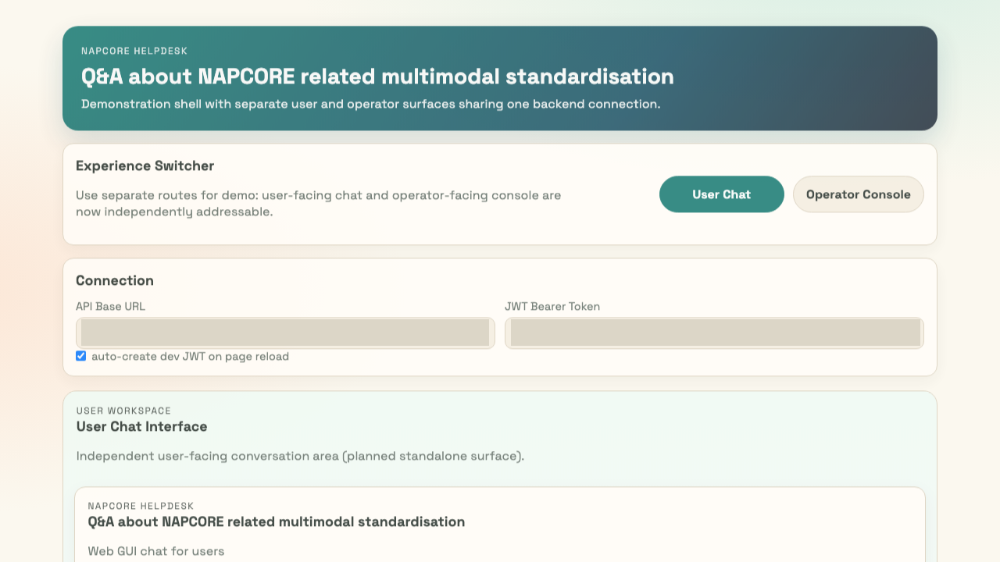 NAPCORE HELPDESK
Q&A about NAPCORE related multimodal standardisation
Demonstration shell with separate user and operator surfaces sharing one backend connection.
Experience Switcher
Use separate routes for demo: user-facing chat and operator-facing console are
now independently addressable.
User Chat
Operator Console
Connection
API Base URL
JWT Bearer Token
auto-create dev JWT on page reload
USER WORKSPACE
User Chat Interface
Independent user-facing conversation area (planned standalone surface).
NAPCORE HELPDESK
Q&A about NAPCORE related multimodal standardisation
Web GUI chat for users